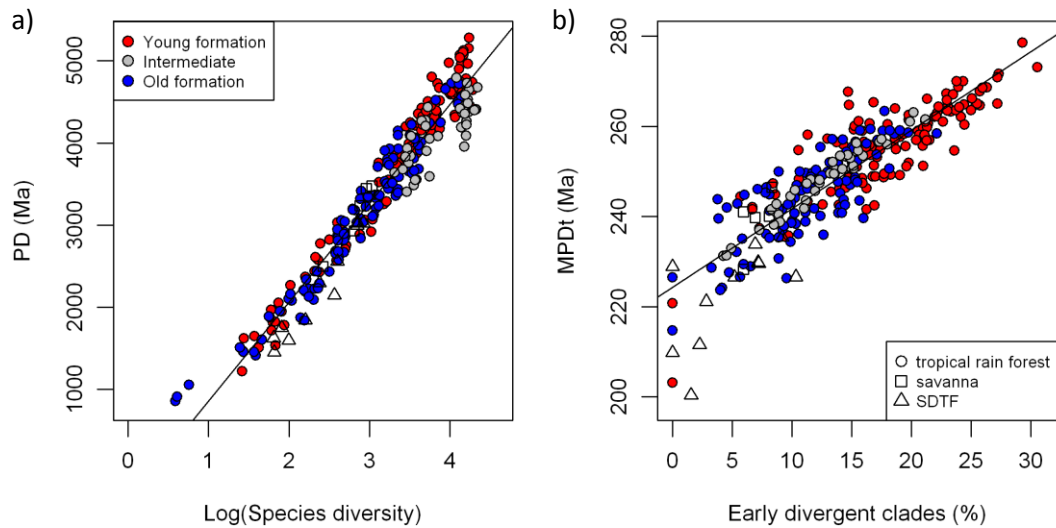 a)
Young formation
Intermediate
Old formation
PD (Ma)
1000 2000 3000 4000 5000
0 1 2 3 4
Log(Species diversity)
b)
MPDt (Ma)
200 220 240 260 280
tropical rain forest
savanna
SDTF
0 5 10 15 20 25 30
Early divergent clades (%)